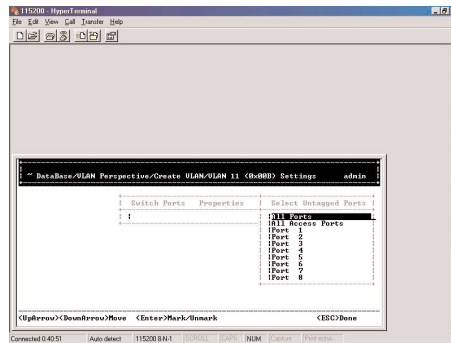 115200 - HyperTerminal
File Edit View Call Transfer Help
~ DataBase/VLAN Perspective/Create VLAN/VLAN 11 (0x00B) Settings admin
Switch Ports Properties
Select Untagged Ports
All Ports
All Access Ports
Port 1
Port 2
Port 3
Port 4
Port 5
Port 6
Port 7
Port 8
<UpArrow><DownArrow>Move <Enter>Mark/Unmark <ESC>Done
Connected 0:40:51 Auto detect 115200 8-N-1 SCROLL CAPS NUM Capture Print echo